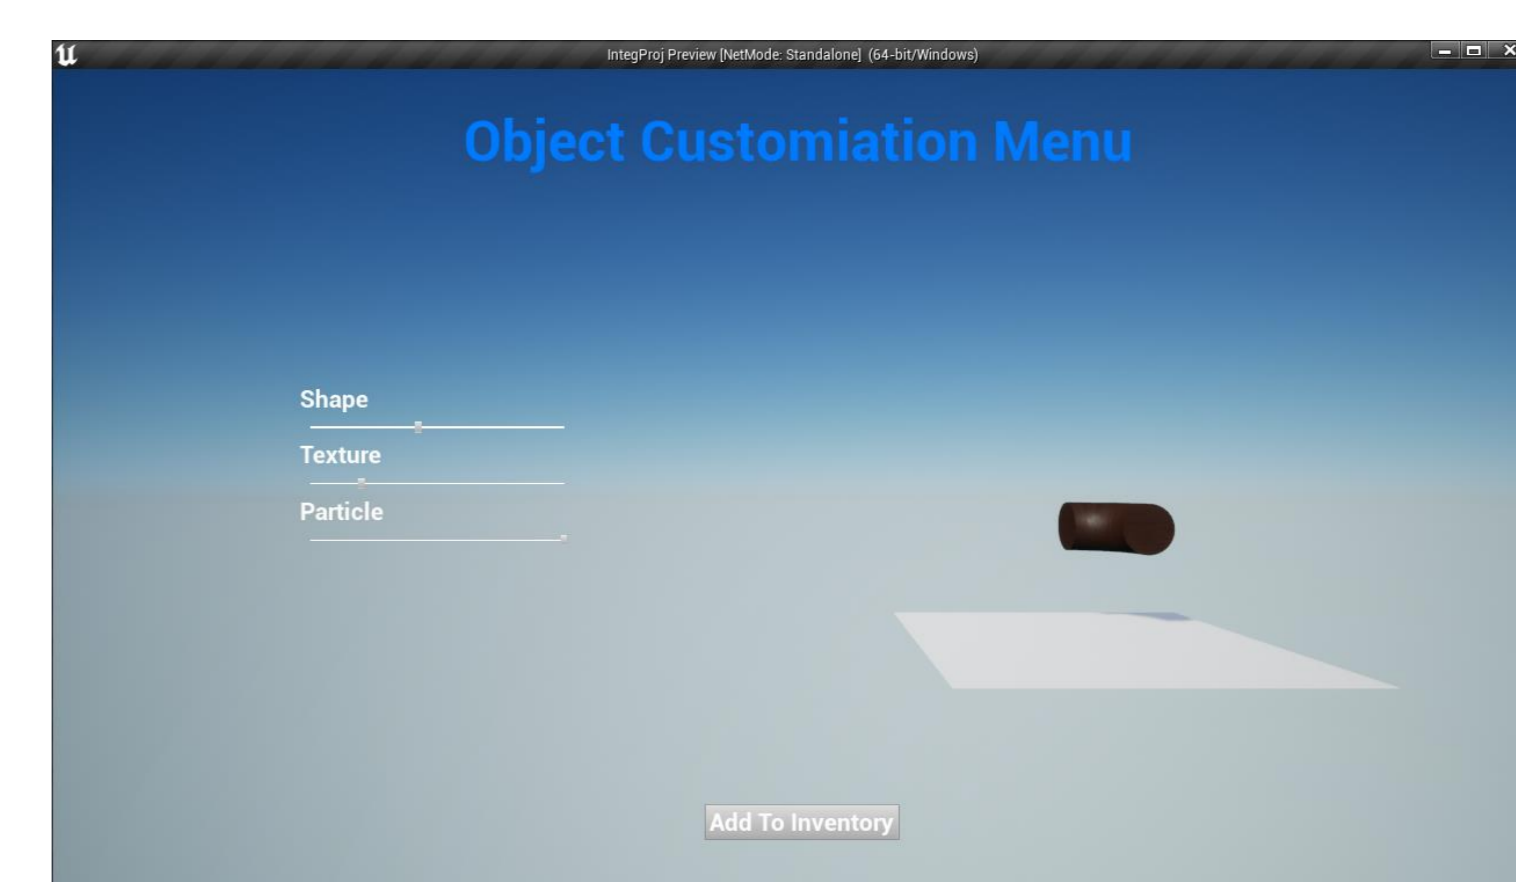 IntegProj Preview [NetMode: Standalone] (64-bit/Windows)
Object Customiation Menu
Shape
Texture
Particle
Add To Inventory